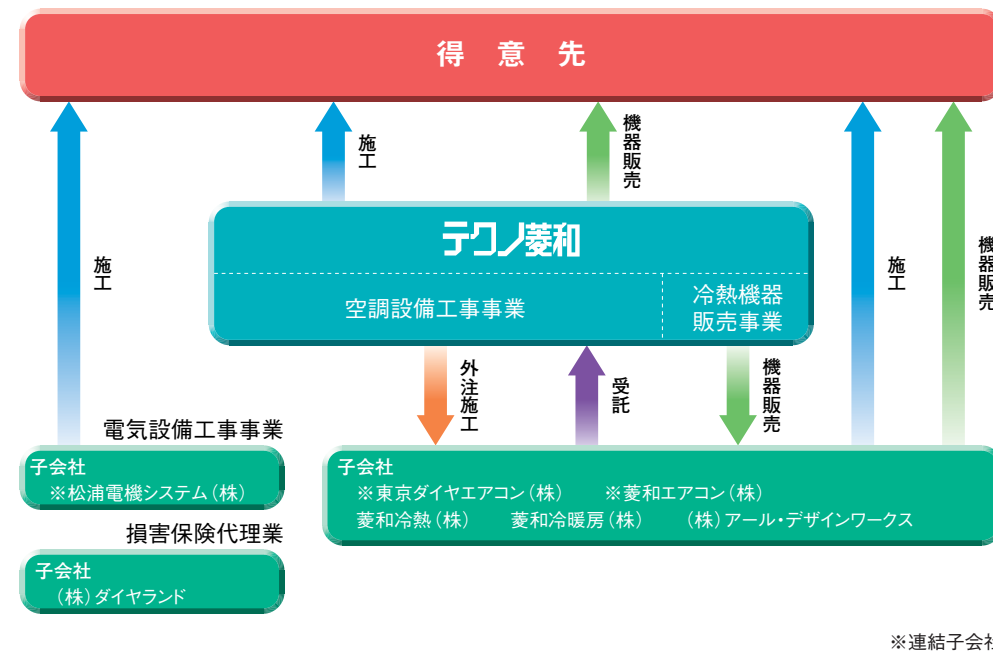 得意先
施工
機器販売
施工
施工
機器販売
テクノ菱和
空調設備工事事業
冷熱機器
販売事業
外注施工
受託
機器販売
電気設備工事事業
子会社
※松浦電機システム(株)
子会社
※東京ダイヤエアコン(株) ※菱和エアコン(株)
菱和冷熱(株) 菱和冷暖房(株) (株)アール・デザインワークス
損害保険代理業
子会社
(株)ダイヤランド
※連結子会社